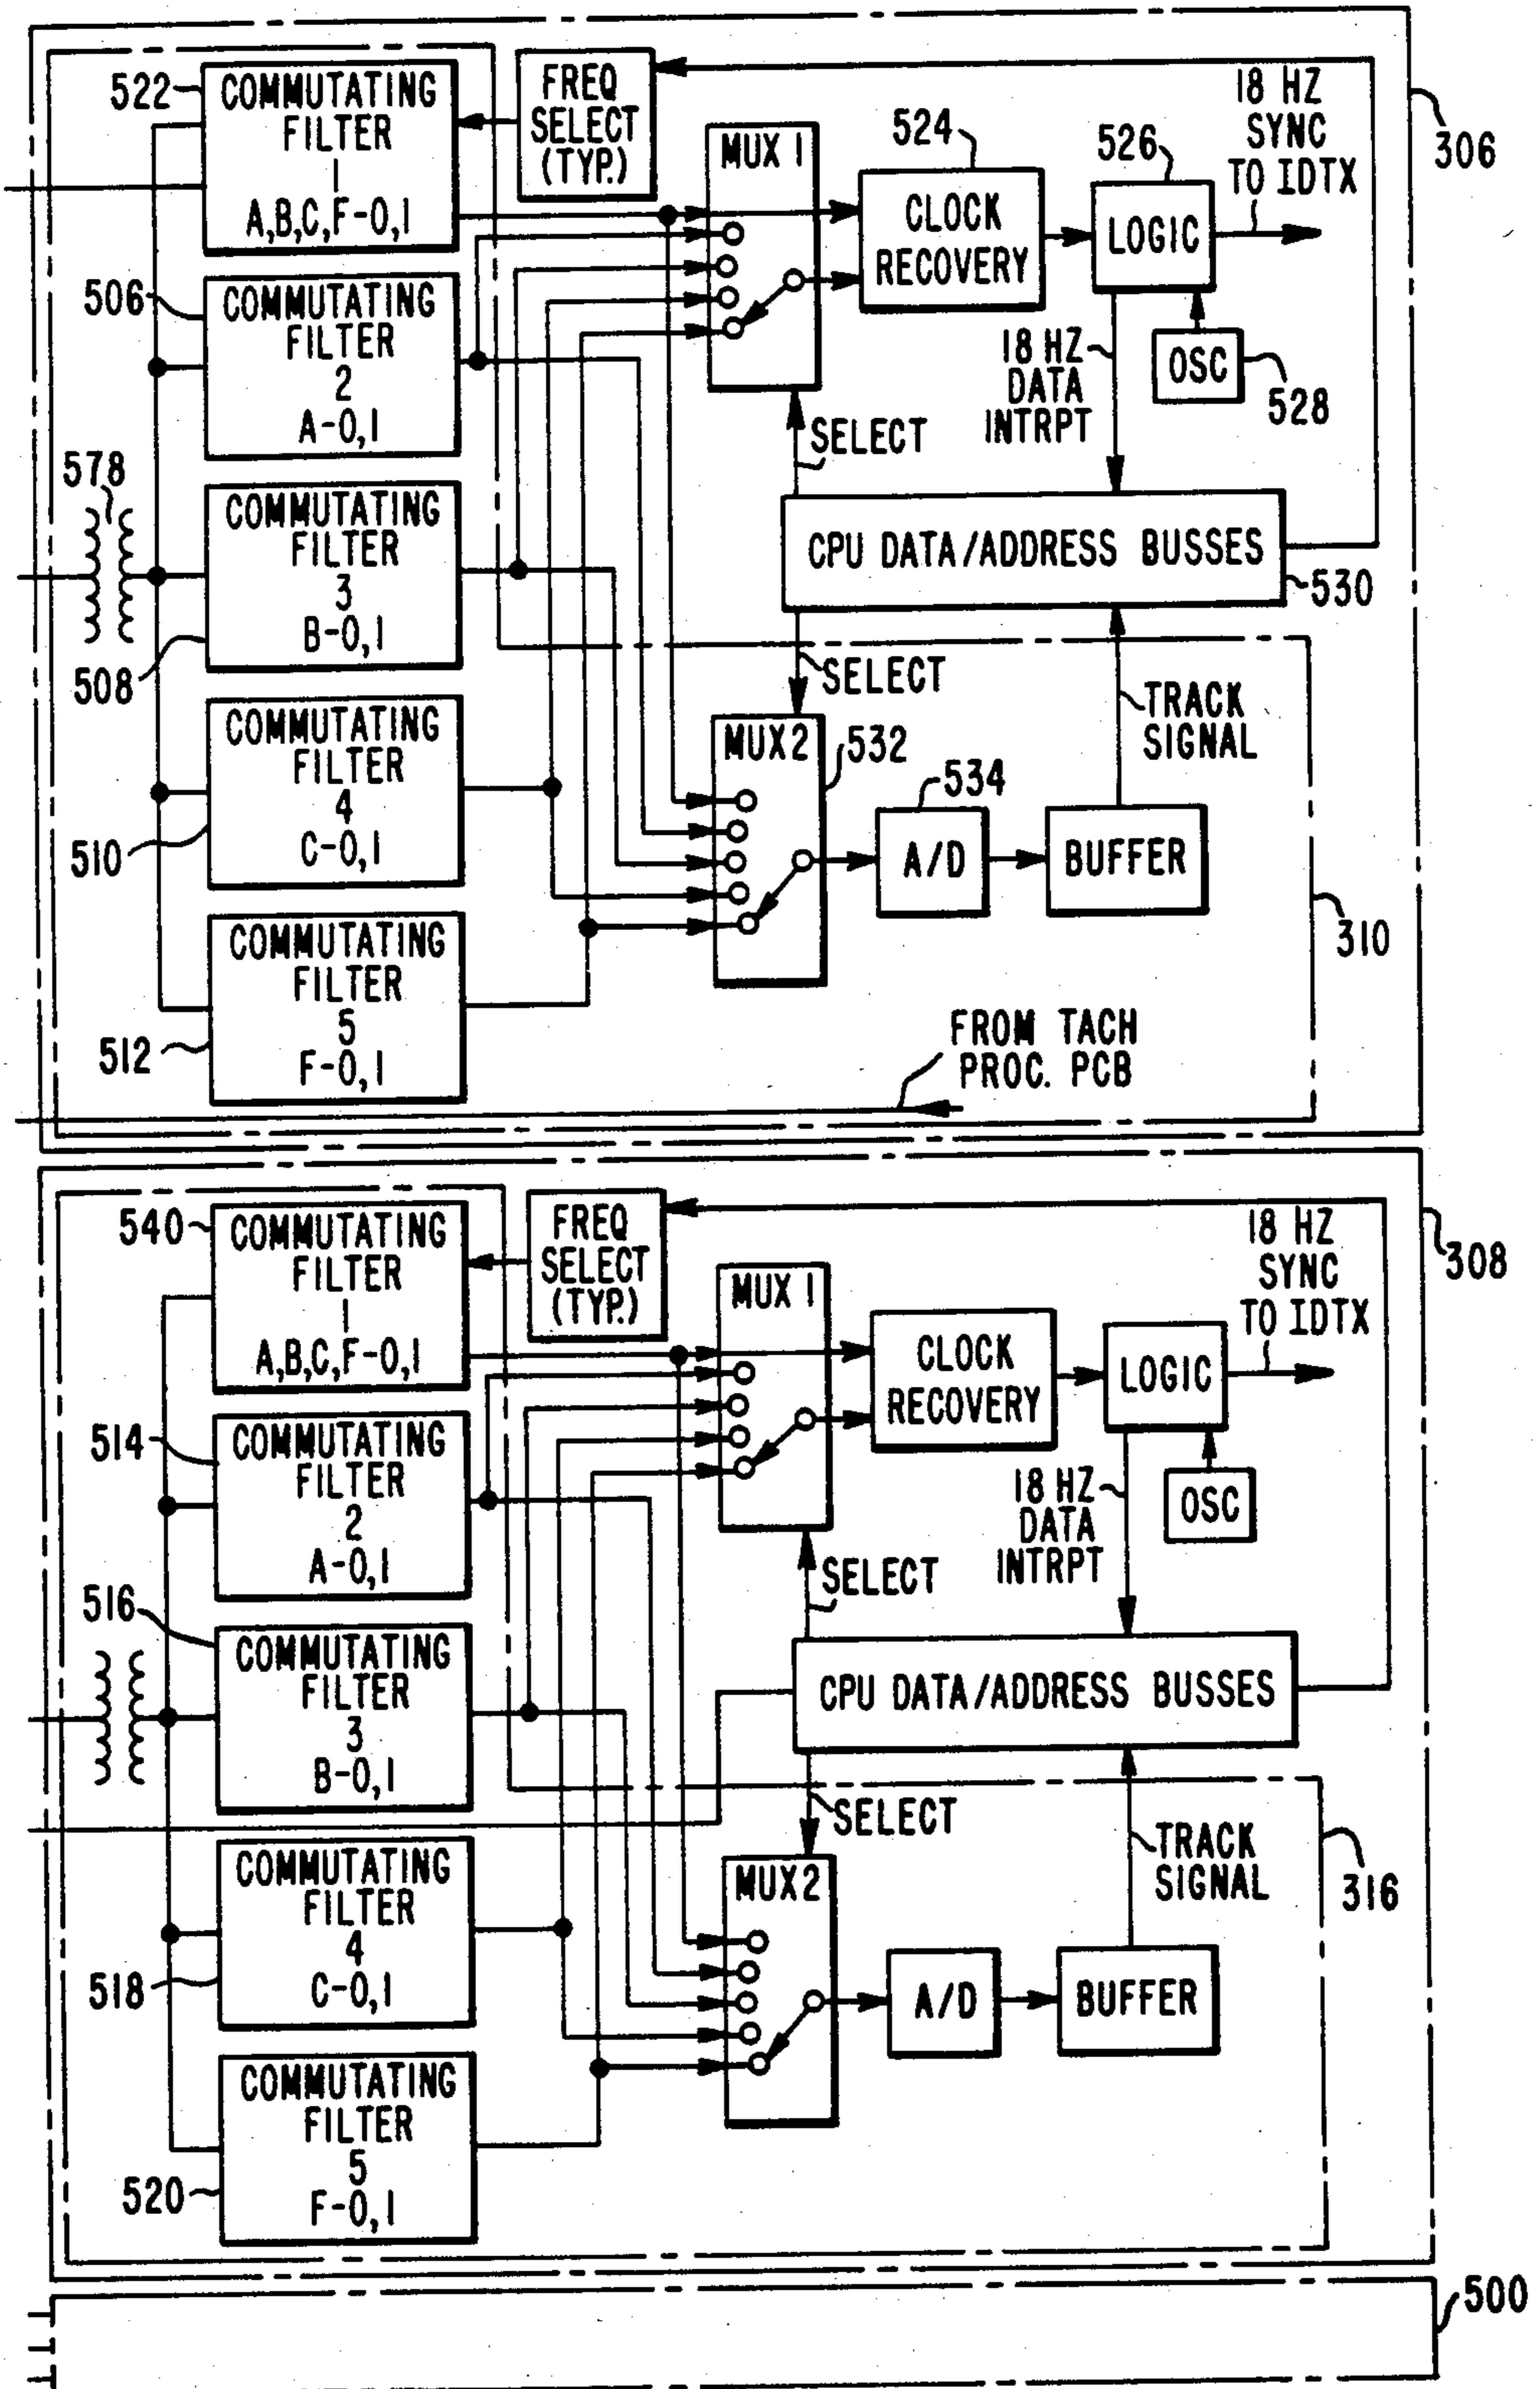 522
COMMUTATING
FILTER
1
A,B,C,F-0,1
FREQ
SELECT
(TYP.)
MUX 1
524
CLOCK
RECOVERY
526
LOGIC
18 HZ
SYNC
TO IDTX
306
506
COMMUTATING
FILTER
2
A-0,1
18 HZ
DATA
INTRPT
OSC
528
SELECT
578
COMMUTATING
FILTER
3
B-0,1
508
CPU DATA/ADDRESS BUSSES
530
SELECT
TRACK
SIGNAL
COMMUTATING
FILTER
4
C-0,1
510
MUX2
532
534
A/D
BUFFER
310
COMMUTATING
FILTER
5
F-0,1
512
FROM TACH
PROC. PCB
540
COMMUTATING
FILTER
1
A,B,C,F-0,1
FREQ
SELECT
(TYP.)
MUX 1
CLOCK
RECOVERY
LOGIC
18 HZ
SYNC
TO IDTX
308
514
COMMUTATING
FILTER
2
A-0,1
18 HZ
DATA
INTRPT
OSC
SELECT
516
COMMUTATING
FILTER
3
B-0,1
CPU DATA/ADDRESS BUSSES
SELECT
TRACK
SIGNAL
316
COMMUTATING
FILTER
4
C-0,1
518
MUX2
A/D
BUFFER
COMMUTATING
FILTER
5
F-0,1
520
500